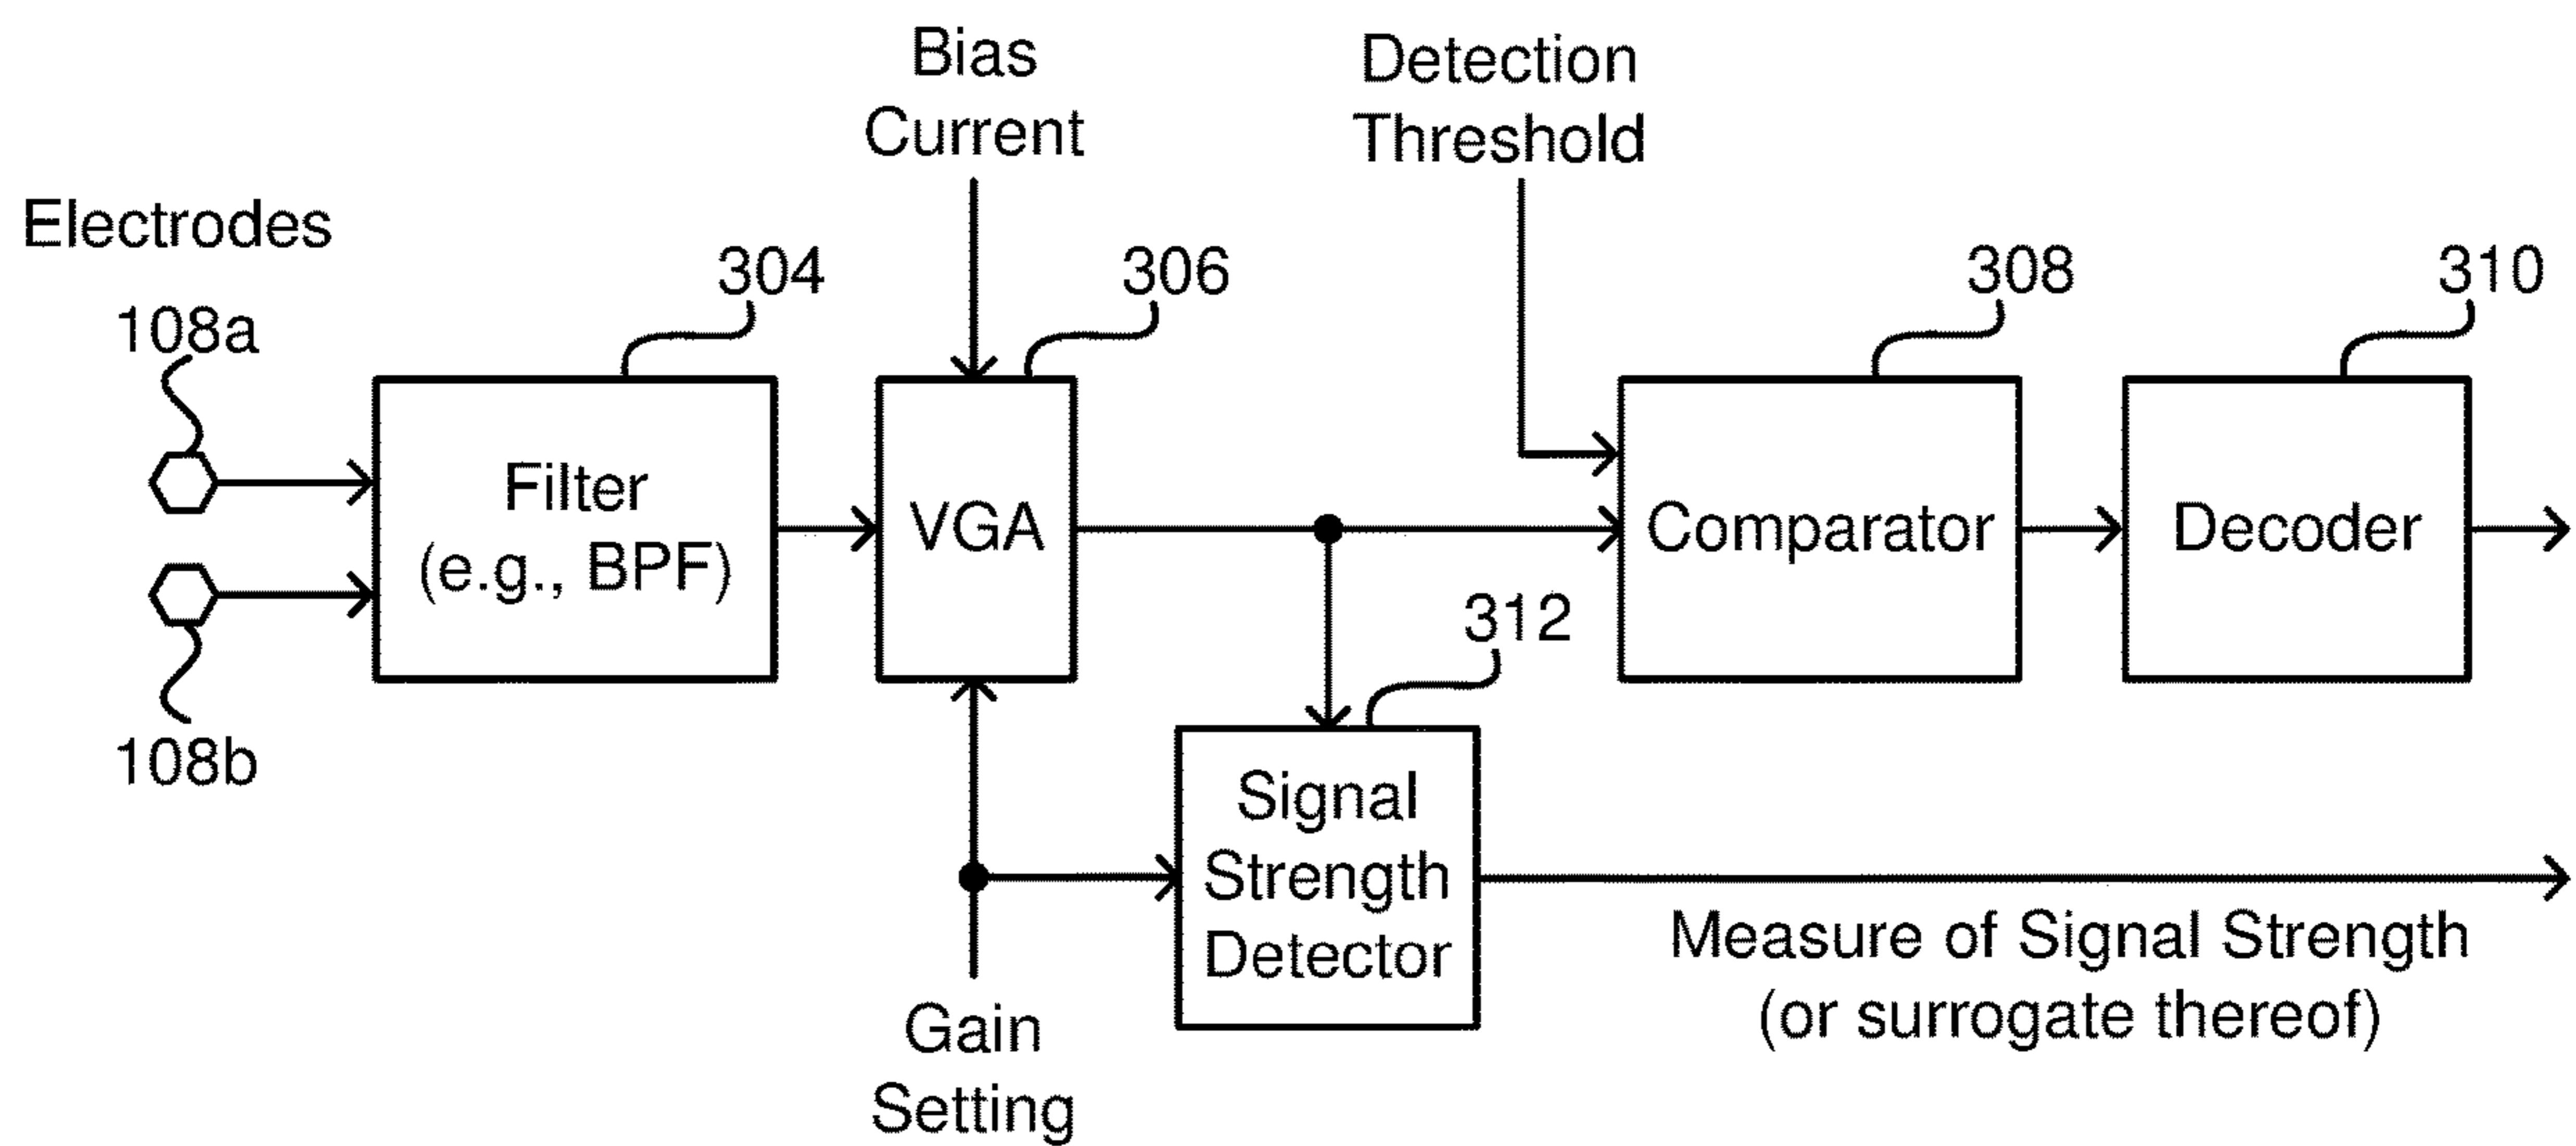 Bias
Current
Detection
Threshold
Electrodes
304
306
308
310
108a
Filter
(e.g., BPF)
VGA
Comparator
Decoder
312
108b
Signal
Strength
Detector
Measure of Signal Strength
(or surrogate thereof)
Gain
Setting